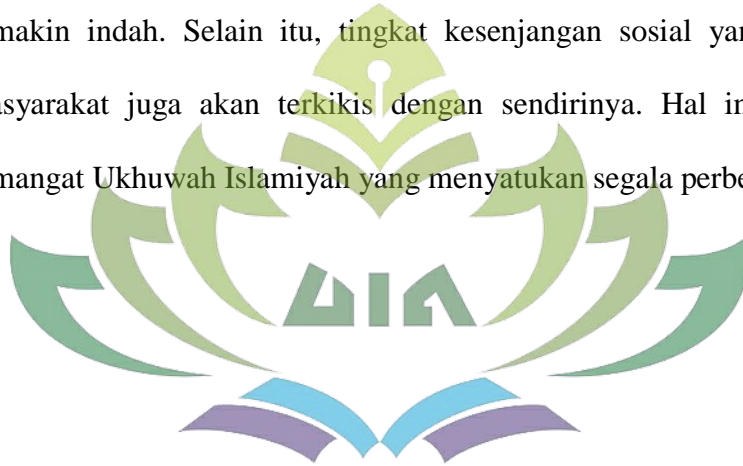 makin indah. Selain itu, tingkat kesenjangan sosial yan
asyarakat juga akan terkikis dengan sendirinya. Hal in
mangat Ukhuwah Islamiyah yang menyatukan segala perbe
UIN